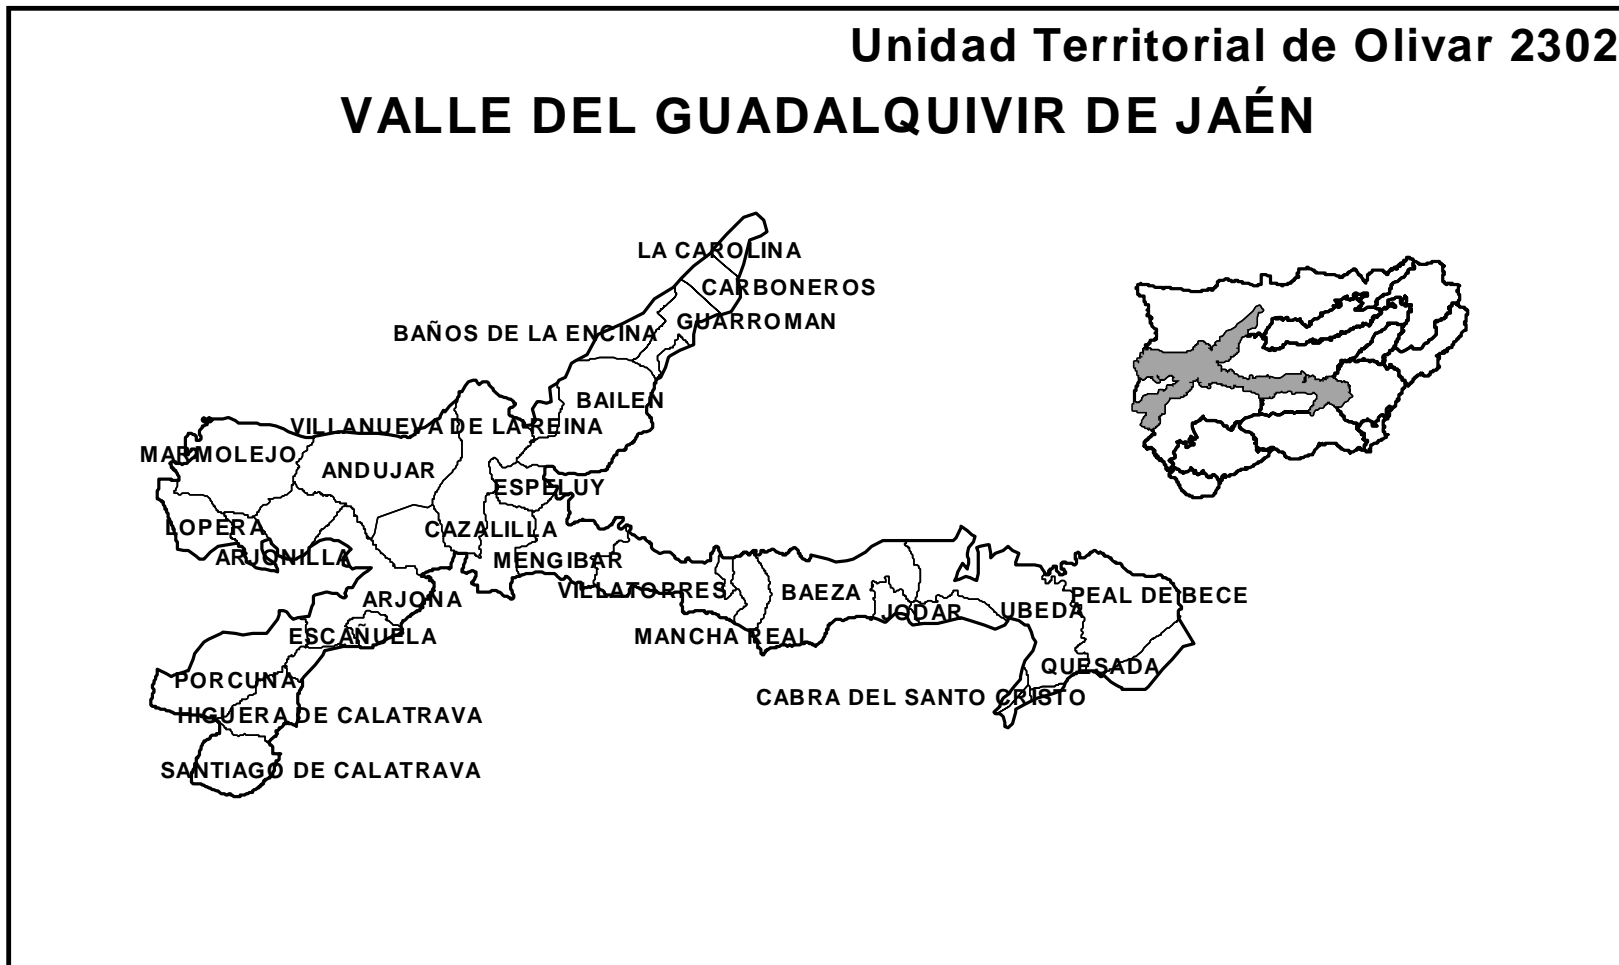 Unidad Territorial de Olivar 2302
VALLE DEL GUADALQUIVIR DE JAÉN
LA CAROLINA
CARBONEROS
GUARROMAN
BAÑOS DE LA ENCINA
BAILEN
VILLANUEVA DE LA REINA
MARMOLEJO
ANDUJAR
ESPELUY
LOPERA
CAZALILLA
ARJONILLA
MENGIBAR
VILLATORRES
BAEZA
PEAL DE BECE
ARJONA
JODAR
UBEDA
ESCAÑUELA
MANCHA REAL
QUESADA
PORCUNA
CABRA DEL SANTO CRISTO
HIGUERA DE CALATRAVA
SANTIAGO DE CALATRAVA